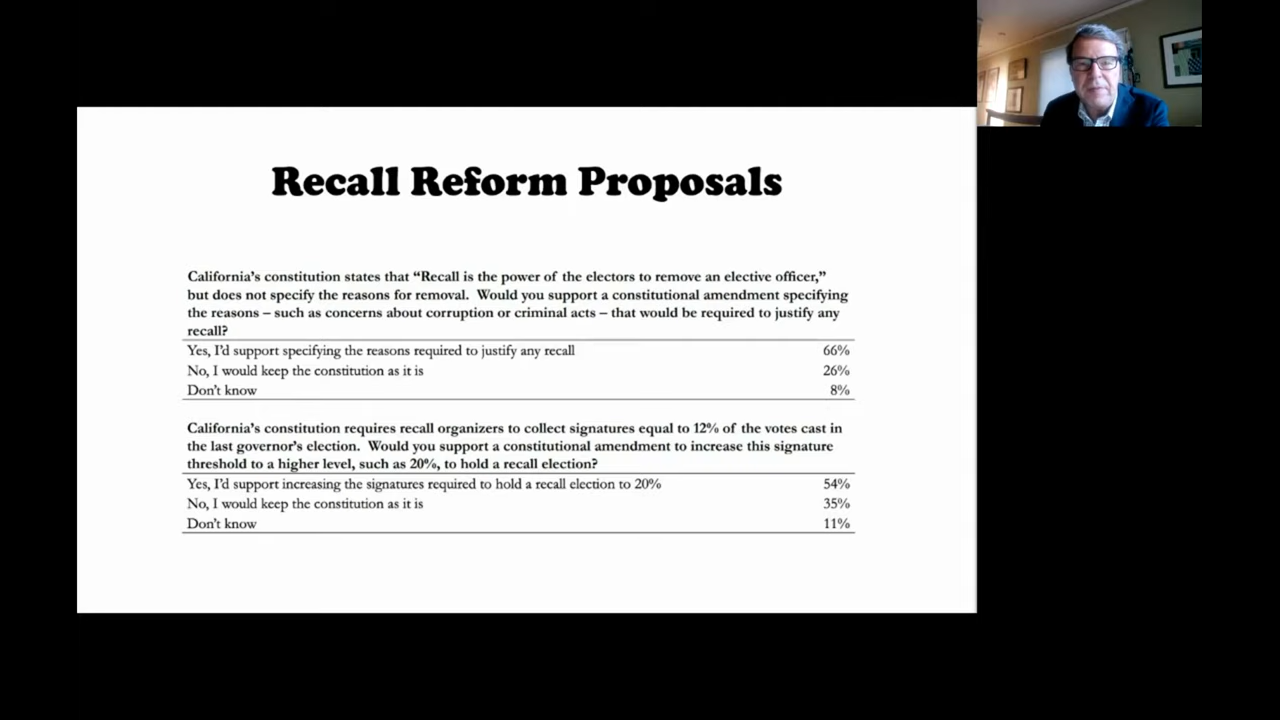 Recall Reform Proposals
California's constitution states that “Recall is the power of the electors to remove an elective officer,”
but does not specify the reasons for removal. Would you support a constitutional amendment specifying
the reasons – such as concerns about corruption or criminal acts – that would be required to justify any
recall?
Yes, I'd support specifying the reasons required to justify any recall 66%
No, I would keep the constitution as it is 26%
Don't know 8%
California's constitution requires recall organizers to collect signatures equal to 12% of the votes cast in
the last governor's election. Would you support a constitutional amendment to increase this signature
threshold to a higher level, such as 20%, to hold a recall election?
Yes, I'd support increasing the signatures required to hold a recall election to 20% 54%
No, I would keep the constitution as it is 35%
Don't know 11%